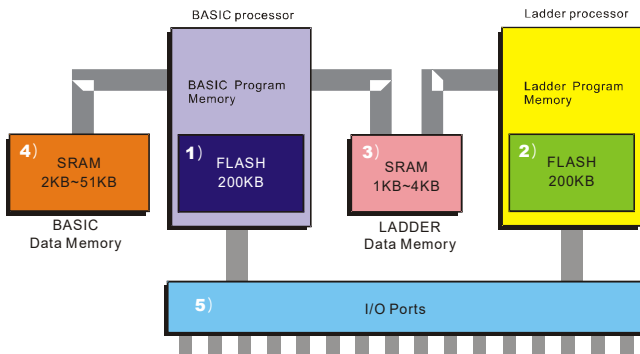 BASIC processor
Ladder processor
BASIC Program
Memory
Ladder Program
Memory
4)
SRAM
2KB~51KB
1)
FLASH
200KB
3)
SRAM
1KB~4KB
2)
FLASH
200KB
BASIC
Data Memory
LADDER
Data Memory
5)
I/O Ports